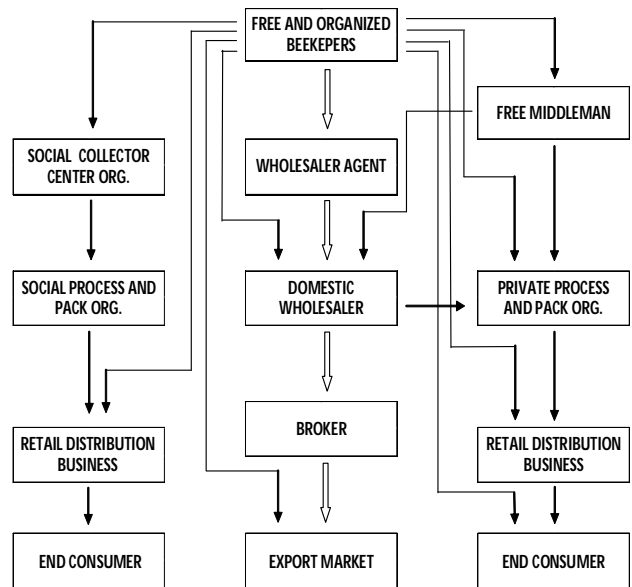 FREE AND ORGANIZED
BEEKEPERS
FREE MIDDLEMAN
SOCIAL COLLECTOR
CENTER ORG.
WHOLESALER AGENT
SOCIAL PROCESS AND
PACK ORG.
DOMESTIC
WHOLESALER
PRIVATE PROCESS
AND PACK ORG.
RETAIL DISTRIBUTION
BUSINESS
BROKER
RETAIL DISTRIBUTION
BUSINESS
END CONSUMER
EXPORT MARKET
END CONSUMER